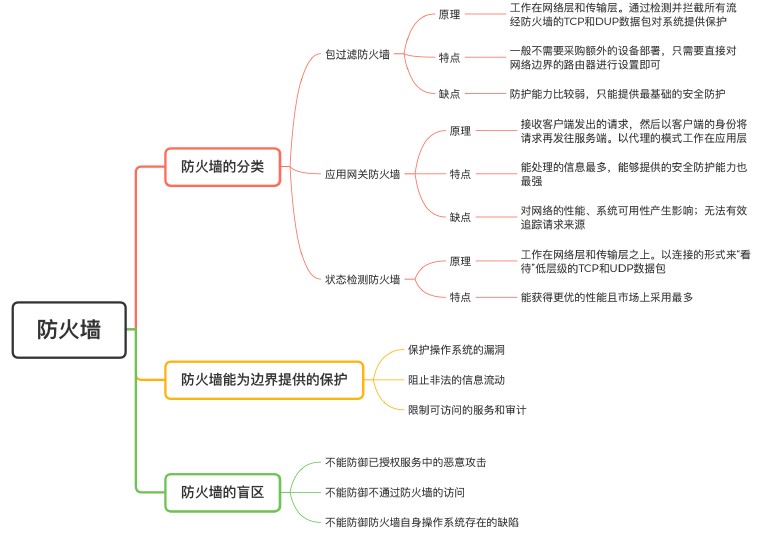 防火墙
防火墙的分类
包过滤防火墙
原理
工作在网络层和传输层。通过检测并拦截所有流
经防火墙的TCP和DUP数据包对系统提供保护
特点
一般不需要采购额外的设备部署，只需要直接对
网络边界的路由器进行设置即可
缺点
防护能力比较弱，只能提供最基础的安全防护
应用网关防火墙
原理
接收客户端发出的请求，然后以客户端的身份将
请求再发往服务端。以代理的模式工作在应用层
特点
能处理的信息最多，能够提供的安全防护能力也
最强
缺点
对网络的性能、系统可用性产生影响；无法有效
追踪请求来源
状态检测防火墙
原理
工作在网络层和传输层之上。以连接的形式来“看
待”低层级的TCP和UDP数据包
特点
能获得更优的性能且市场上采用最多
防火墙能为边界提供的保护
保护操作系统的漏洞
阻止非法的信息流动
限制可访问的服务和审计
防火墙的盲区
不能防御已授权服务中的恶意攻击
不能防御不通过防火墙的访问
不能防御防火墙自身操作系统存在的缺陷